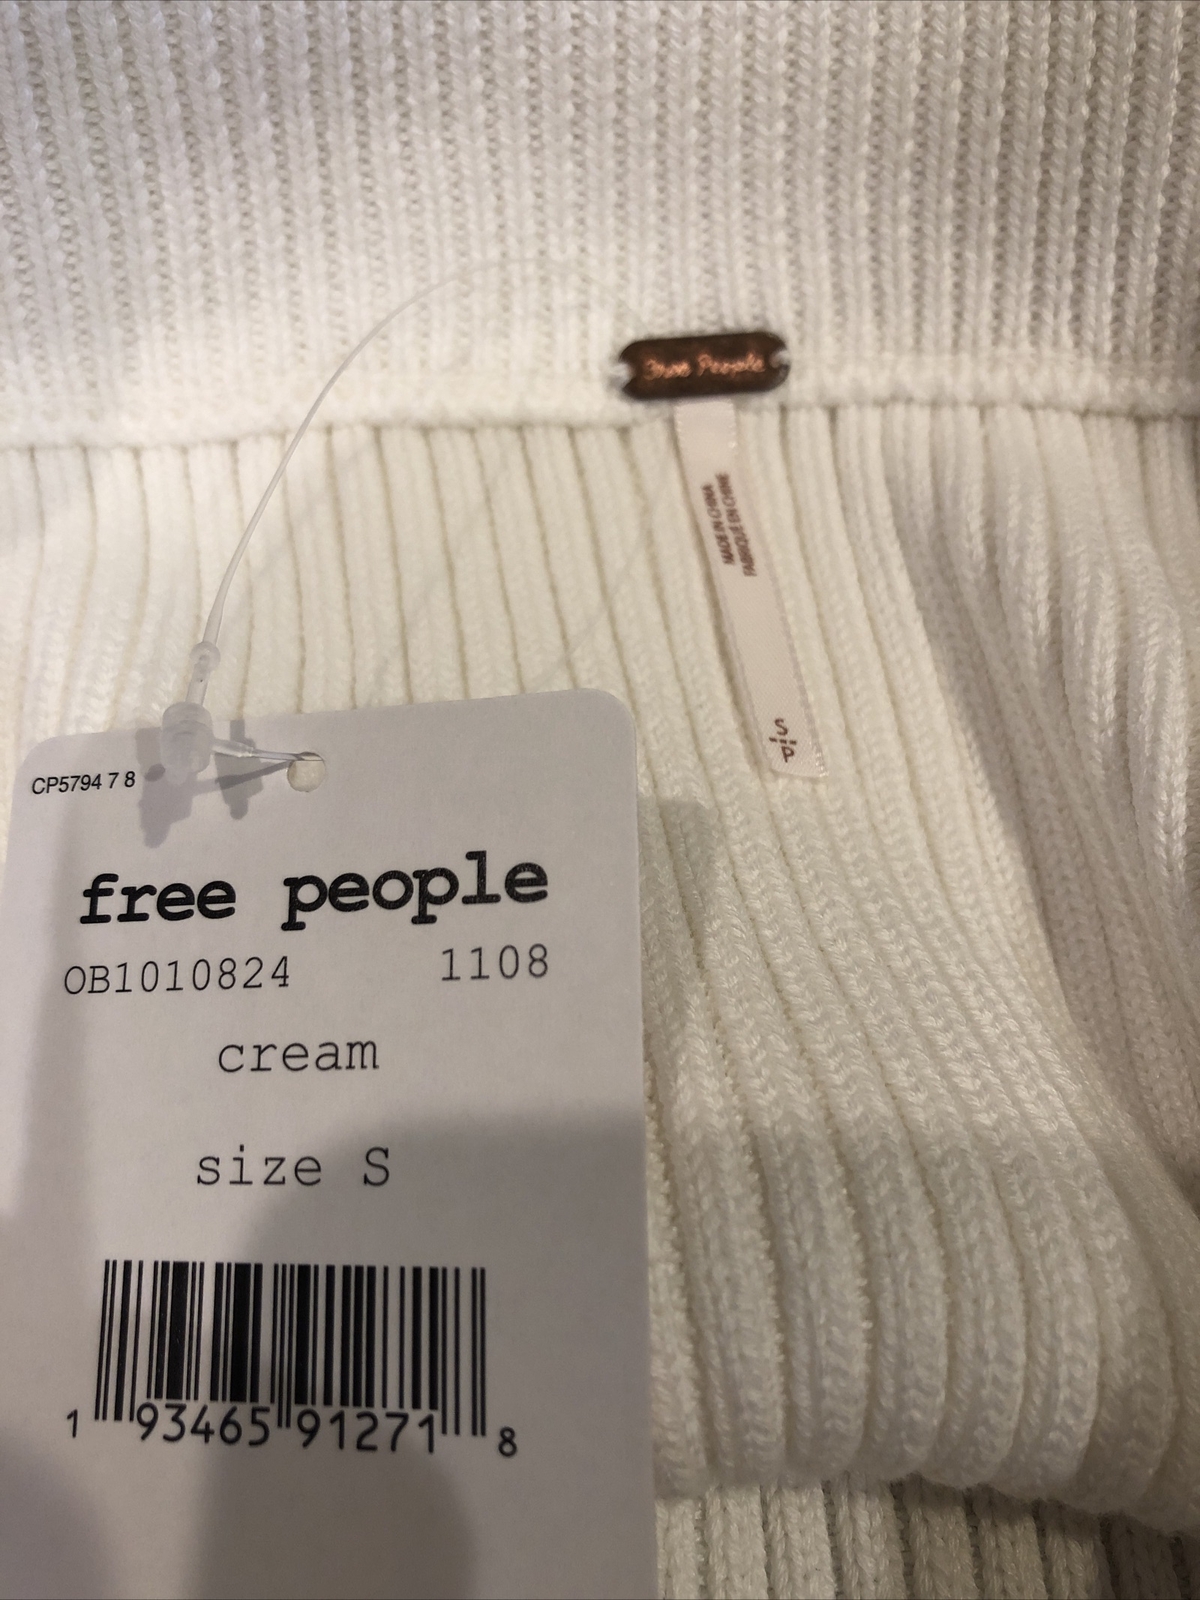 Free People
MADE IN CHINA
FABRIQUÉ EN CHINE
S|P
CP5794 7 8
free people
OB1010824 1108
cream
size S
1 93465 91271 8